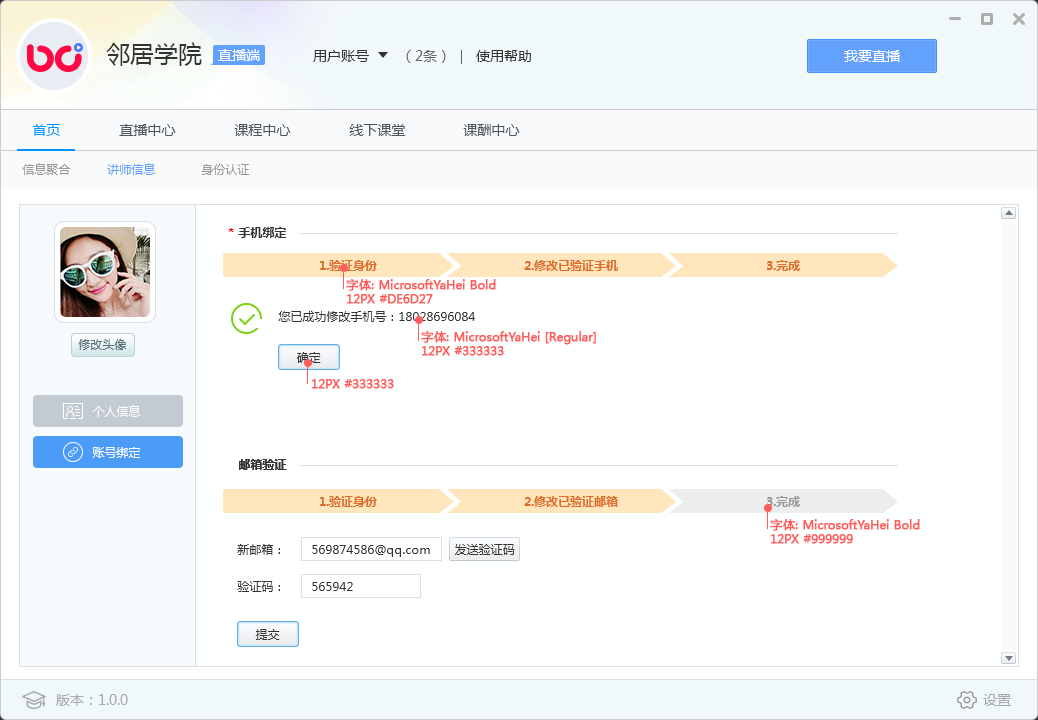 邻居学院 直播端
用户账号 （2条） | 使用帮助
我要直播
首页 直播中心 课程中心 线下课堂 课酬中心
信息聚合 讲师信息 身份认证
* 手机绑定
1.验证身份 2.修改已验证手机 3.完成
字体: MicrosoftYaHei Bold
12PX #DE6D27
您已成功修改手机号：18028696084
字体: MicrosoftYaHei [Regular]
12PX #333333
确定
12PX #333333
修改头像
个人信息
账号绑定
邮箱验证
1.验证身份 2.修改已验证邮箱 3.完成
字体: MicrosoftYaHei Bold
12PX #999999
新邮箱： 569874586@qq.com 发送验证码
验证码： 565942
提交
版本：1.0.0 设置